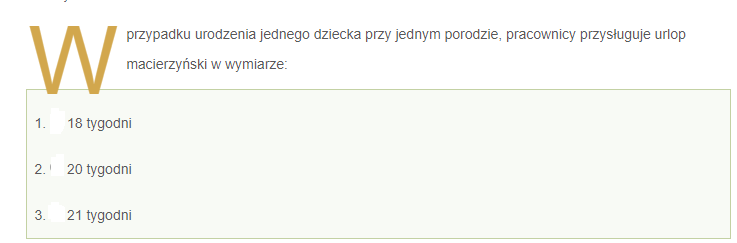 W przypadku urodzenia jednego dziecka przy jednym porodzie, pracownicy przysługuje urlop
macierzyński w wymiarze:
1. 18 tygodni
2. 20 tygodni
3. 21 tygodni